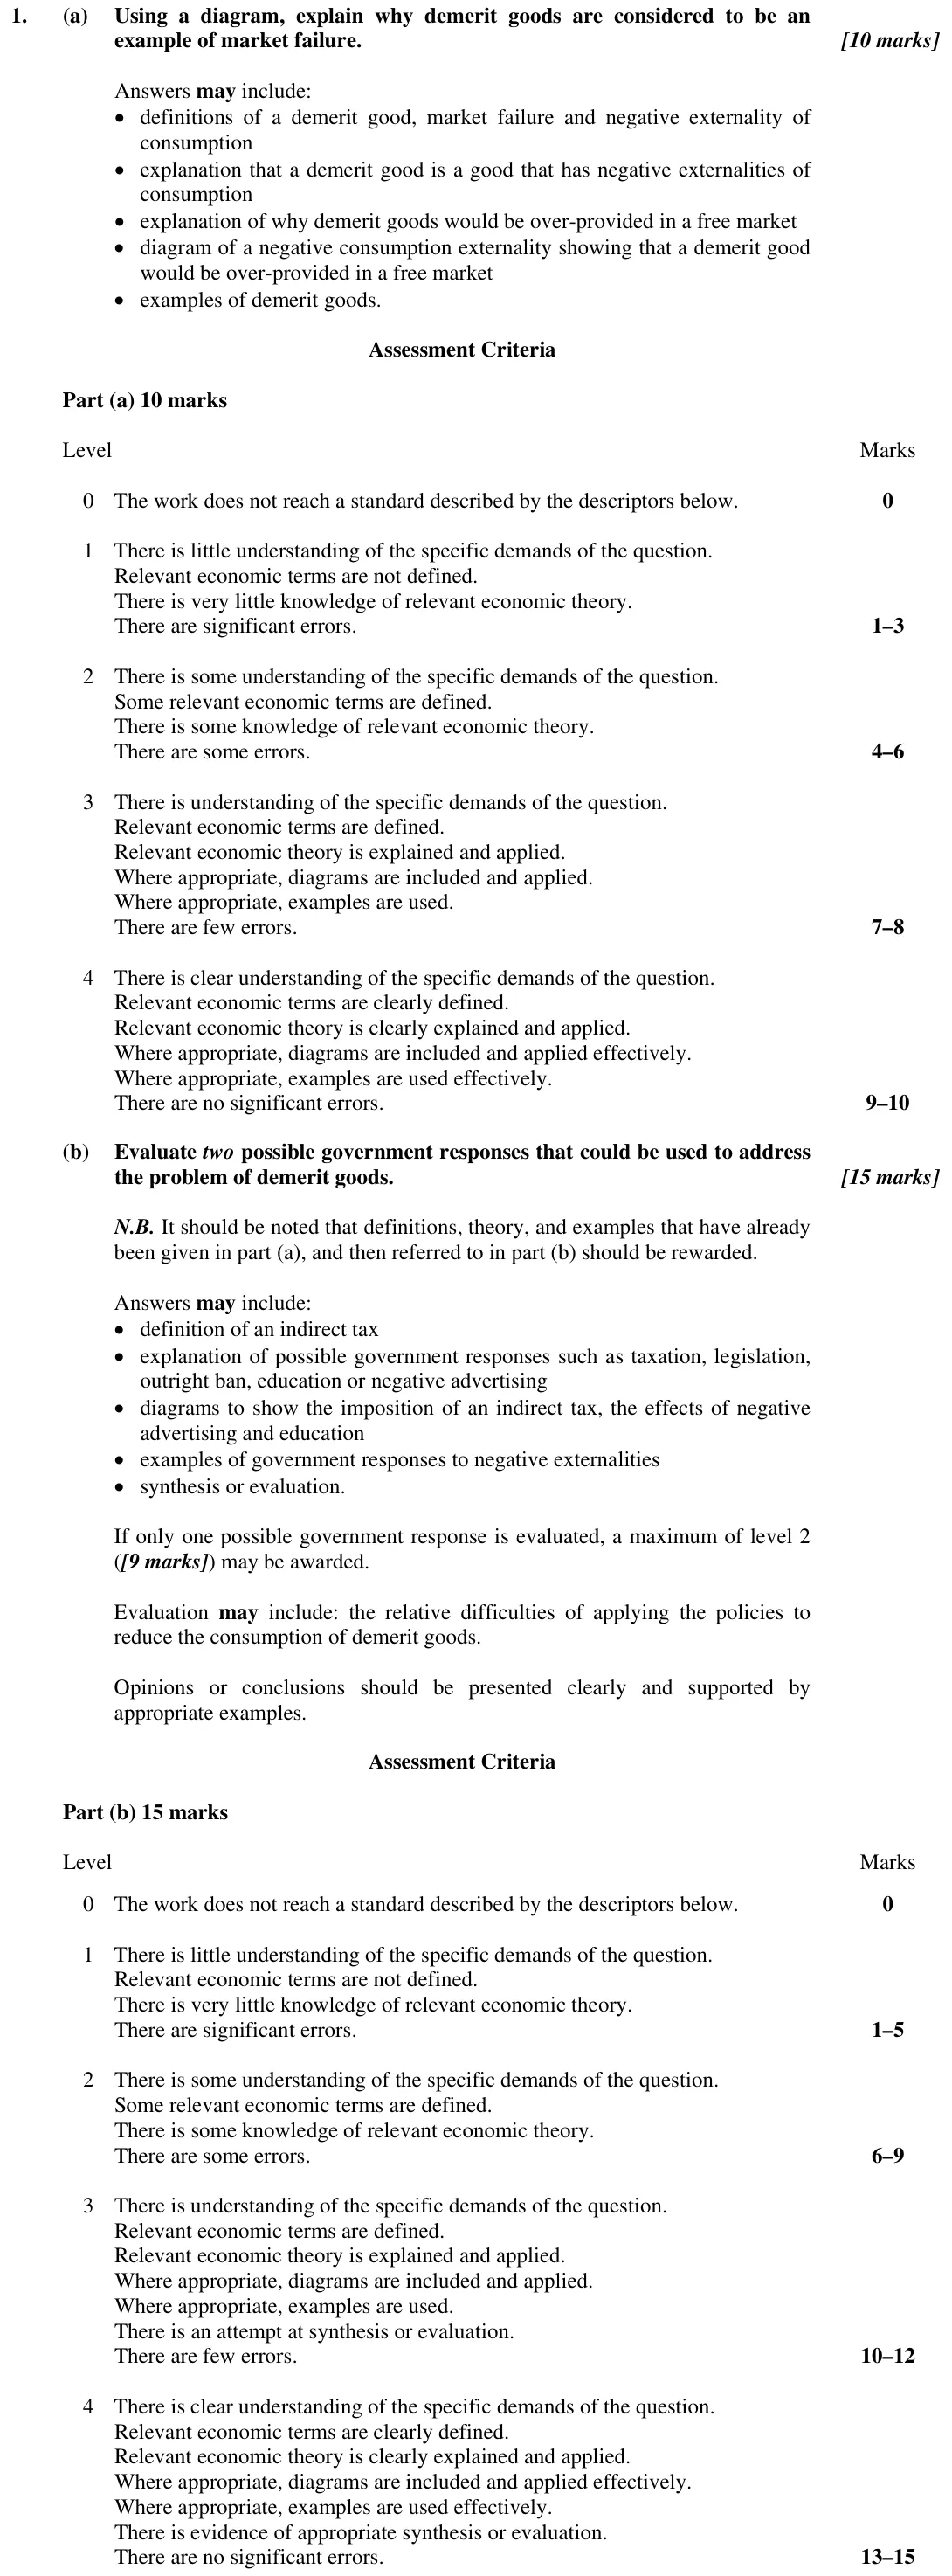 1. (a) Using a diagram, explain why demerit goods are considered to be an
example of market failure. [10 marks]
Answers may include:
• definitions of a demerit good, market failure and negative externality of
consumption
• explanation that a demerit good is a good that has negative externalities of
consumption
• explanation of why demerit goods would be over-provided in a free market
• diagram of a negative consumption externality showing that a demerit good
would be over-provided in a free market
• examples of demerit goods.
Assessment Criteria
Part (a) 10 marks
Level Marks
0 The work does not reach a standard described by the descriptors below. 0
1 There is little understanding of the specific demands of the question.
Relevant economic terms are not defined.
There is very little knowledge of relevant economic theory.
There are significant errors. 1–3
2 There is some understanding of the specific demands of the question.
Some relevant economic terms are defined.
There is some knowledge of relevant economic theory.
There are some errors. 4–6
3 There is understanding of the specific demands of the question.
Relevant economic terms are defined.
Relevant economic theory is explained and applied.
Where appropriate, diagrams are included and applied.
Where appropriate, examples are used.
There are few errors. 7–8
4 There is clear understanding of the specific demands of the question.
Relevant economic terms are clearly defined.
Relevant economic theory is clearly explained and applied.
Where appropriate, diagrams are included and applied effectively.
Where appropriate, examples are used effectively.
There are no significant errors. 9–10
(b) Evaluate two possible government responses that could be used to address
the problem of demerit goods. [15 marks]
N.B. It should be noted that definitions, theory, and examples that have already
been given in part (a), and then referred to in part (b) should be rewarded.
Answers may include:
• definition of an indirect tax
• explanation of possible government responses such as taxation, legislation,
outright ban, education or negative advertising
• diagrams to show the imposition of an indirect tax, the effects of negative
advertising and education
• examples of government responses to negative externalities
• synthesis or evaluation.
If only one possible government response is evaluated, a maximum of level 2
([9 marks]) may be awarded.
Evaluation may include: the relative difficulties of applying the policies to
reduce the consumption of demerit goods.
Opinions or conclusions should be presented clearly and supported by
appropriate examples.
Assessment Criteria
Part (b) 15 marks
Level Marks
0 The work does not reach a standard described by the descriptors below. 0
1 There is little understanding of the specific demands of the question.
Relevant economic terms are not defined.
There is very little knowledge of relevant economic theory.
There are significant errors. 1–5
2 There is some understanding of the specific demands of the question.
Some relevant economic terms are defined.
There is some knowledge of relevant economic theory.
There are some errors. 6–9
3 There is understanding of the specific demands of the question.
Relevant economic terms are defined.
Relevant economic theory is explained and applied.
Where appropriate, diagrams are included and applied.
Where appropriate, examples are used.
There is an attempt at synthesis or evaluation.
There are few errors. 10–12
4 There is clear understanding of the specific demands of the question.
Relevant economic terms are clearly defined.
Relevant economic theory is clearly explained and applied.
Where appropriate, diagrams are included and applied effectively.
Where appropriate, examples are used effectively.
There is evidence of appropriate synthesis or evaluation.
There are no significant errors. 13–15